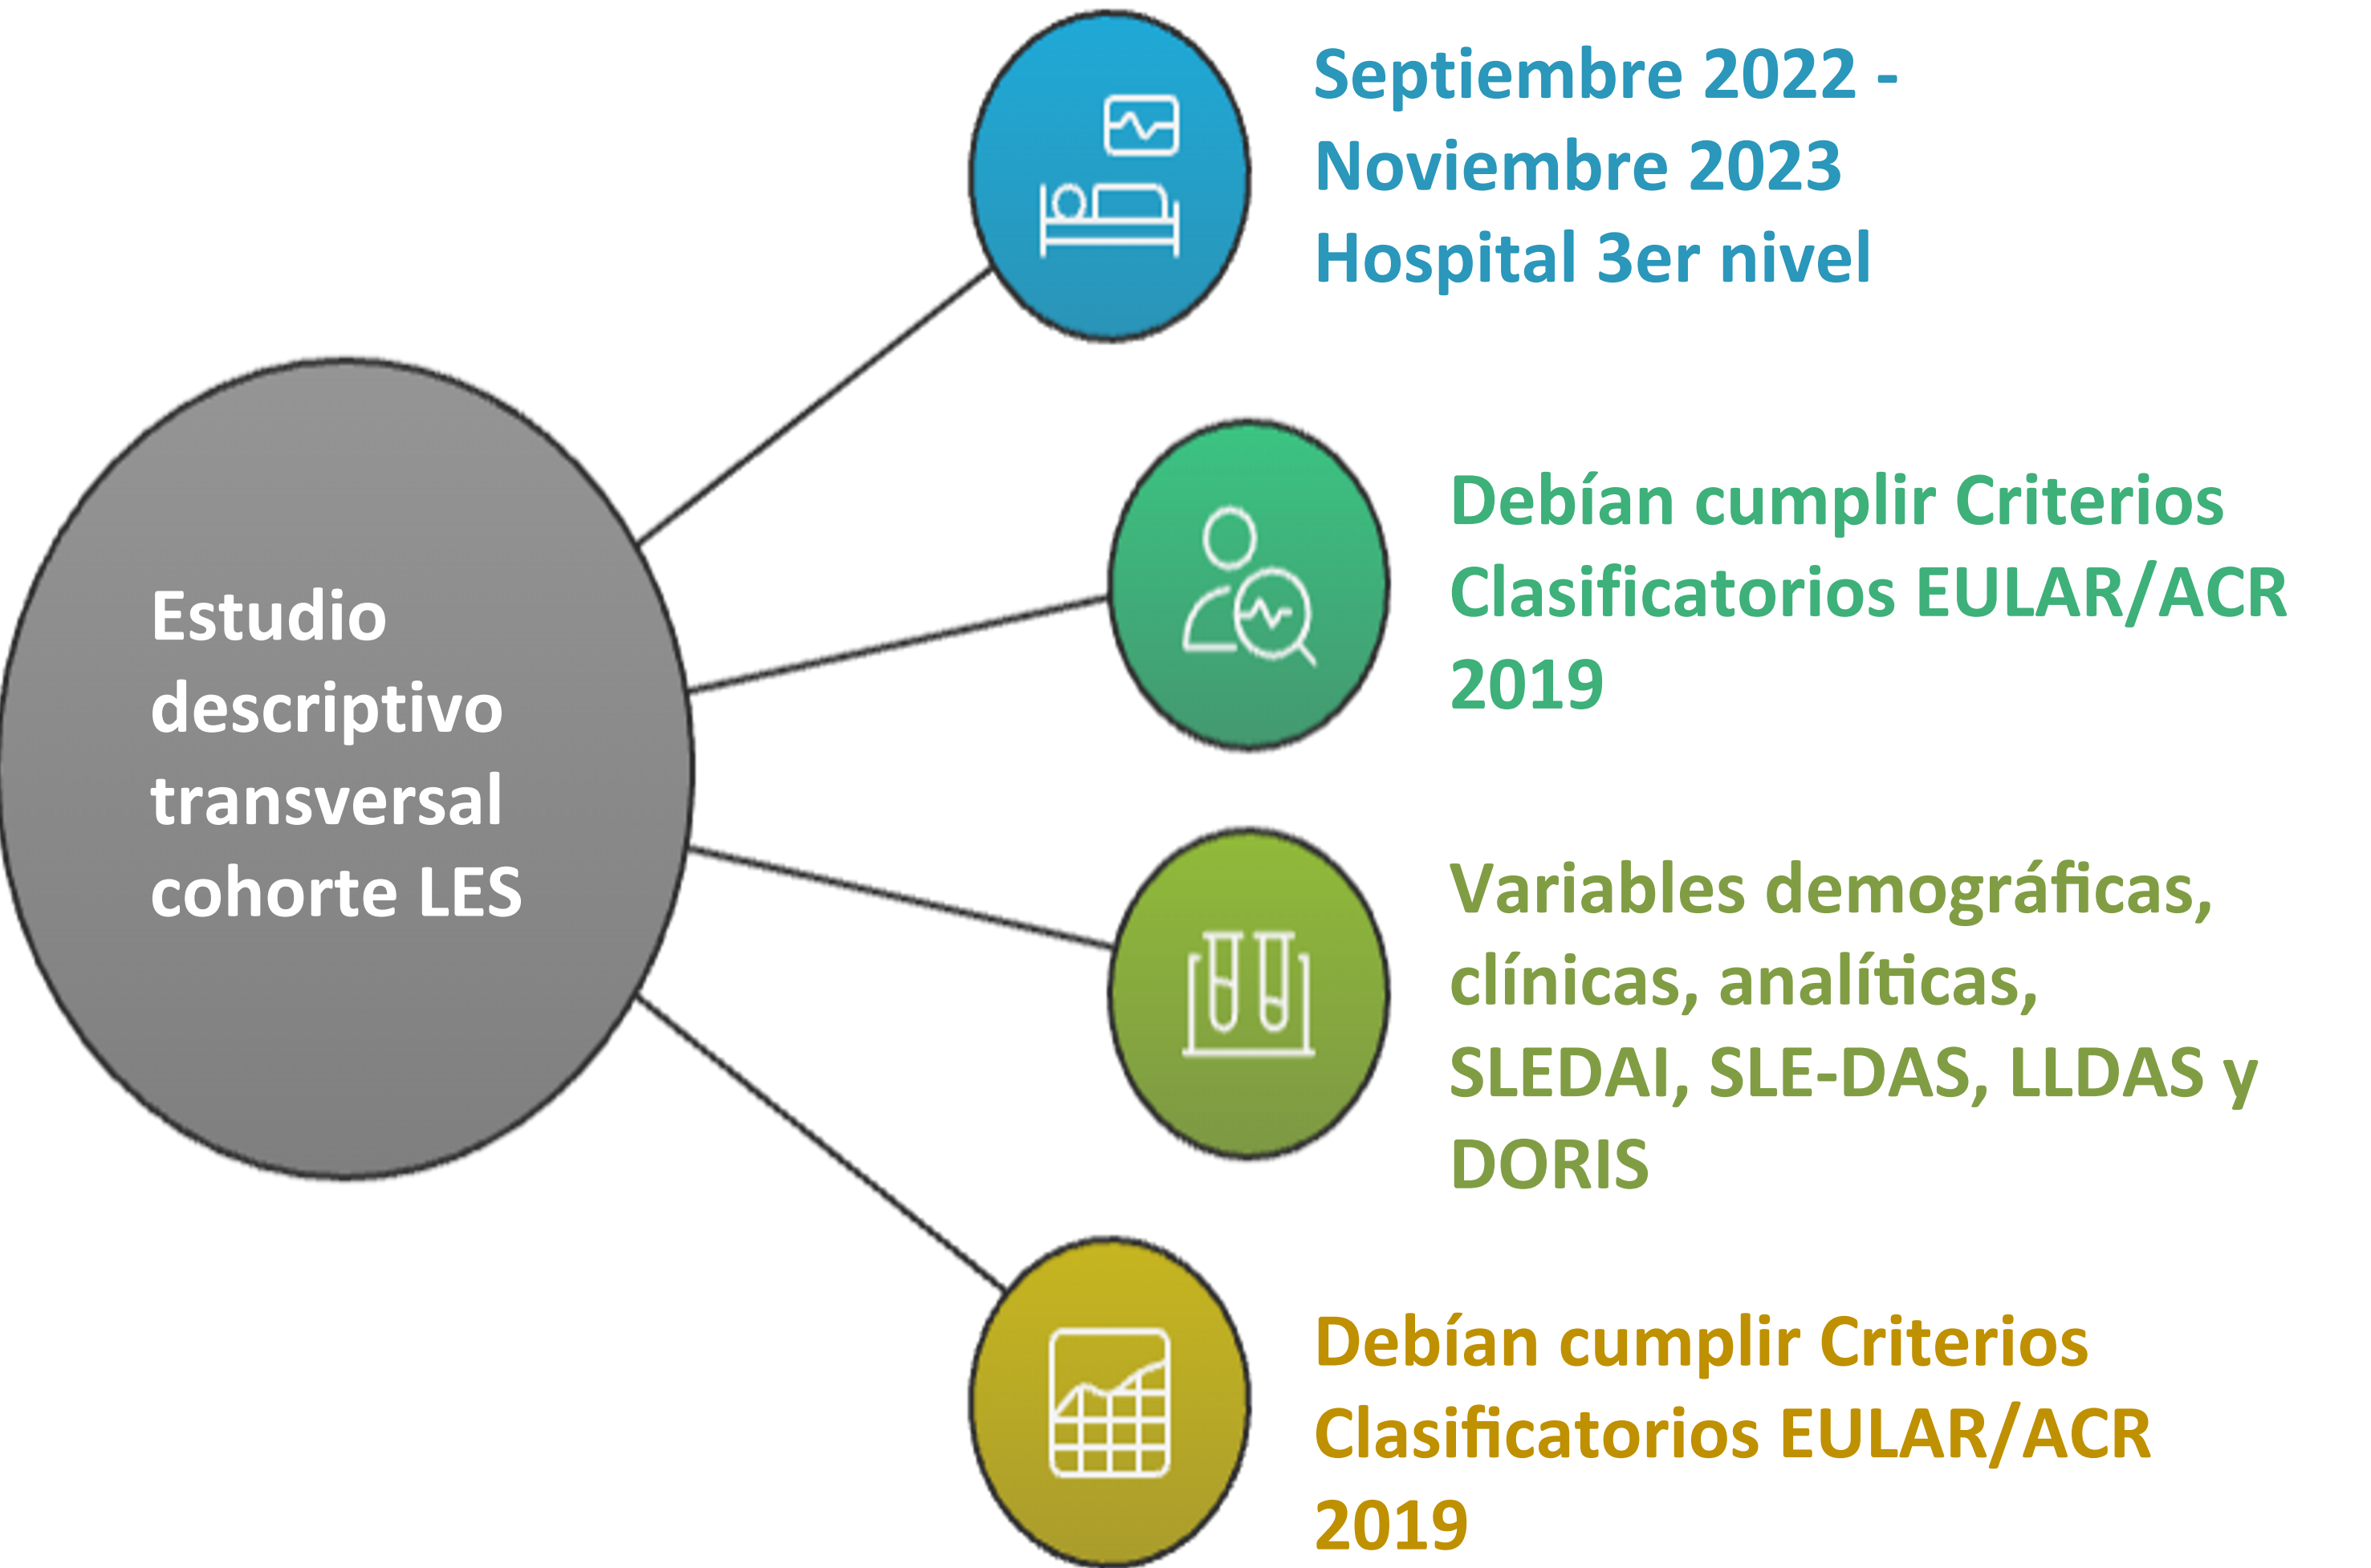 Septiembre 2022 -
Noviembre 2023
Hospital 3er nivel
Estudio
descriptivo
transversal
cohorte LES
Debían cumplir Criterios
Clasificatorios EULAR/ACR
2019
Variables demográficas,
clínicas, analíticas,
SLEDAI, SLE-DAS, LLDAS y
DORIS
Debían cumplir Criterios
Clasificatorios EULAR/ACR
2019